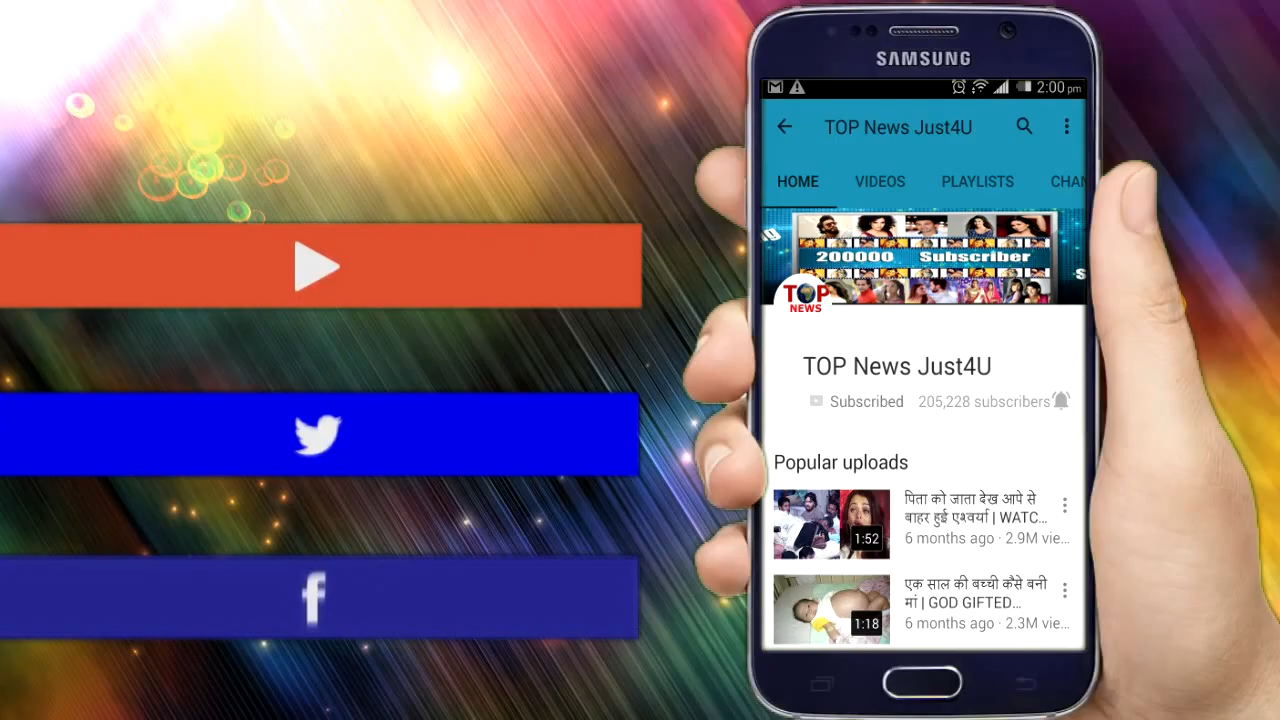 SAMSUNG
2:00 pm
TOP News Just4U
HOME VIDEOS PLAYLISTS CHAN
200000 Subscriber
TOP
NEWS
TOP News Just4U
Subscribed 205,228 subscribers
Popular uploads
पिता को जाता देख आपे से
बाहर हुई एश्वर्या | WATC...
6 months ago · 2.9M vie...
1:52
एक साल की बच्ची कैसे बनी
मां | GOD GIFTED...
6 months ago · 2.3M vie...
1:18